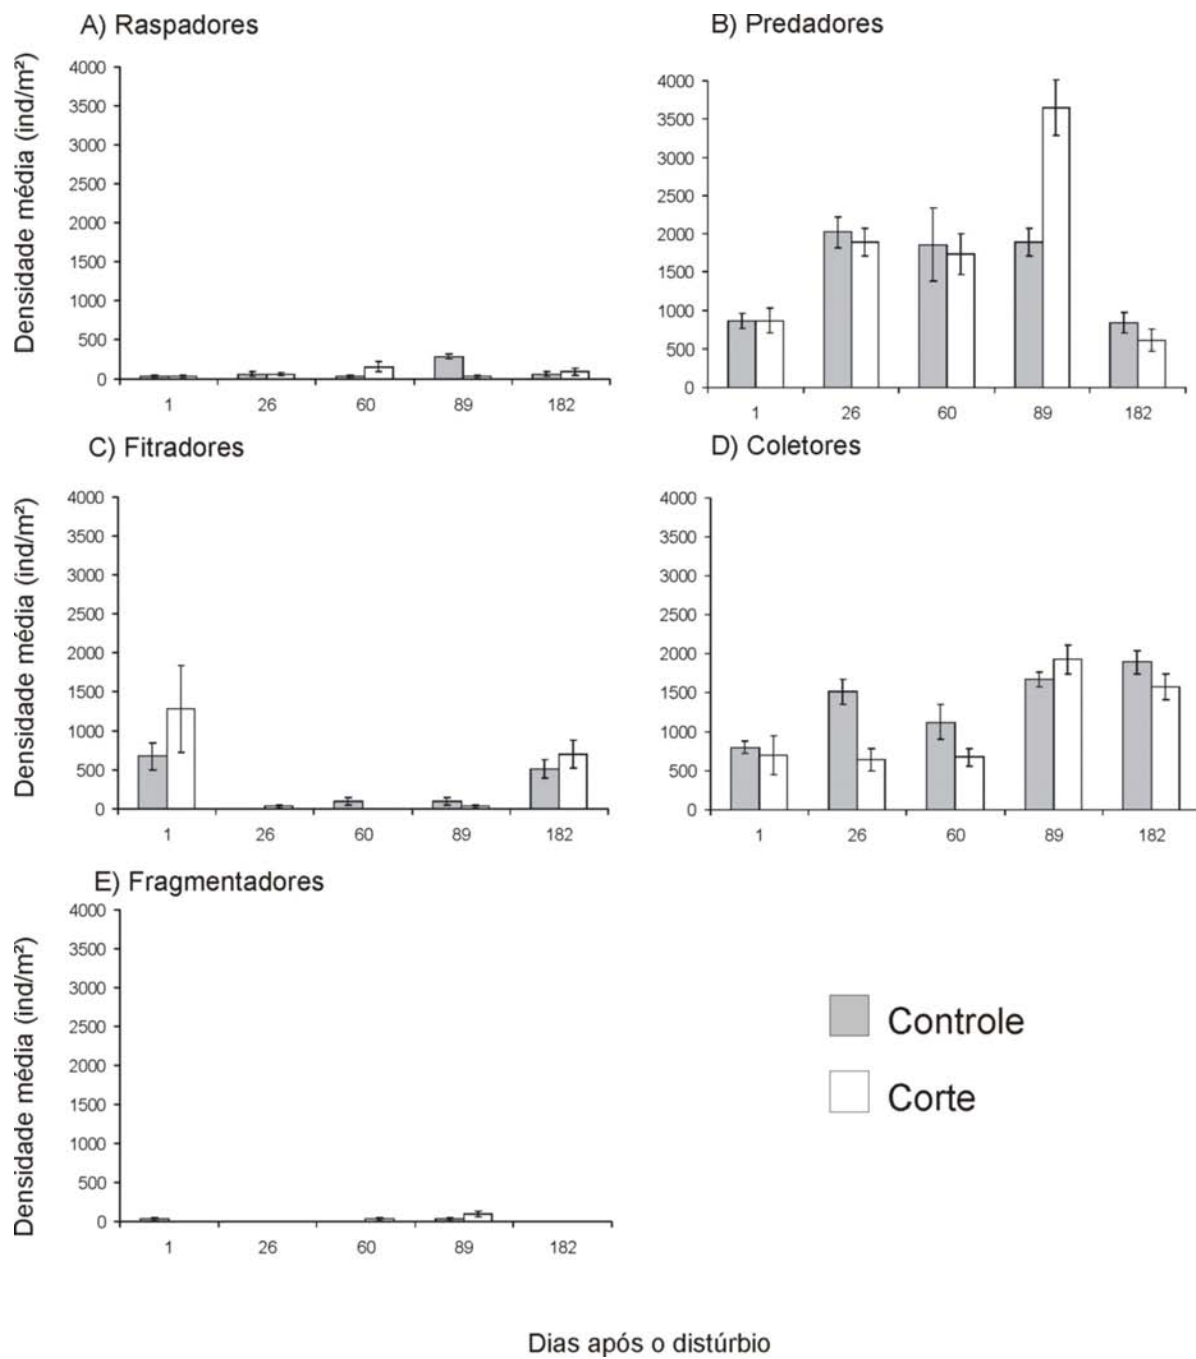 A) Raspadores
Densidade média (ind/m²)
4000
3500
3000
2500
2000
1500
1000
500
0
1 26 60 89 182
B) Predadores
4000
3500
3000
2500
2000
1500
1000
500
0
1 26 60 89 182
C) Fitradores
Densidade média (ind/m²)
4000
3500
3000
2500
2000
1500
1000
500
0
1 26 60 89 182
D) Coletores
4000
3500
3000
2500
2000
1500
1000
500
0
1 26 60 89 182
E) Fragmentadores
Densidade média (ind/m²)
4000
3500
3000
2500
2000
1500
1000
500
0
1 26 60 89 182
Controle
Corte
Dias após o distúrbio